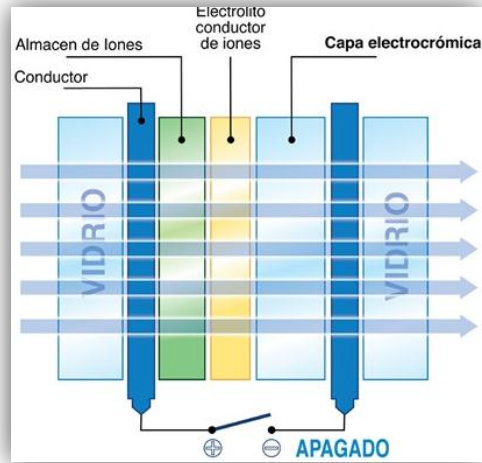 Electrolito
conductor
de iones
Almacen de Iones
Capa electrocrómica
Conductor
VIDRIO
VIDRIO
+ −
APAGADO